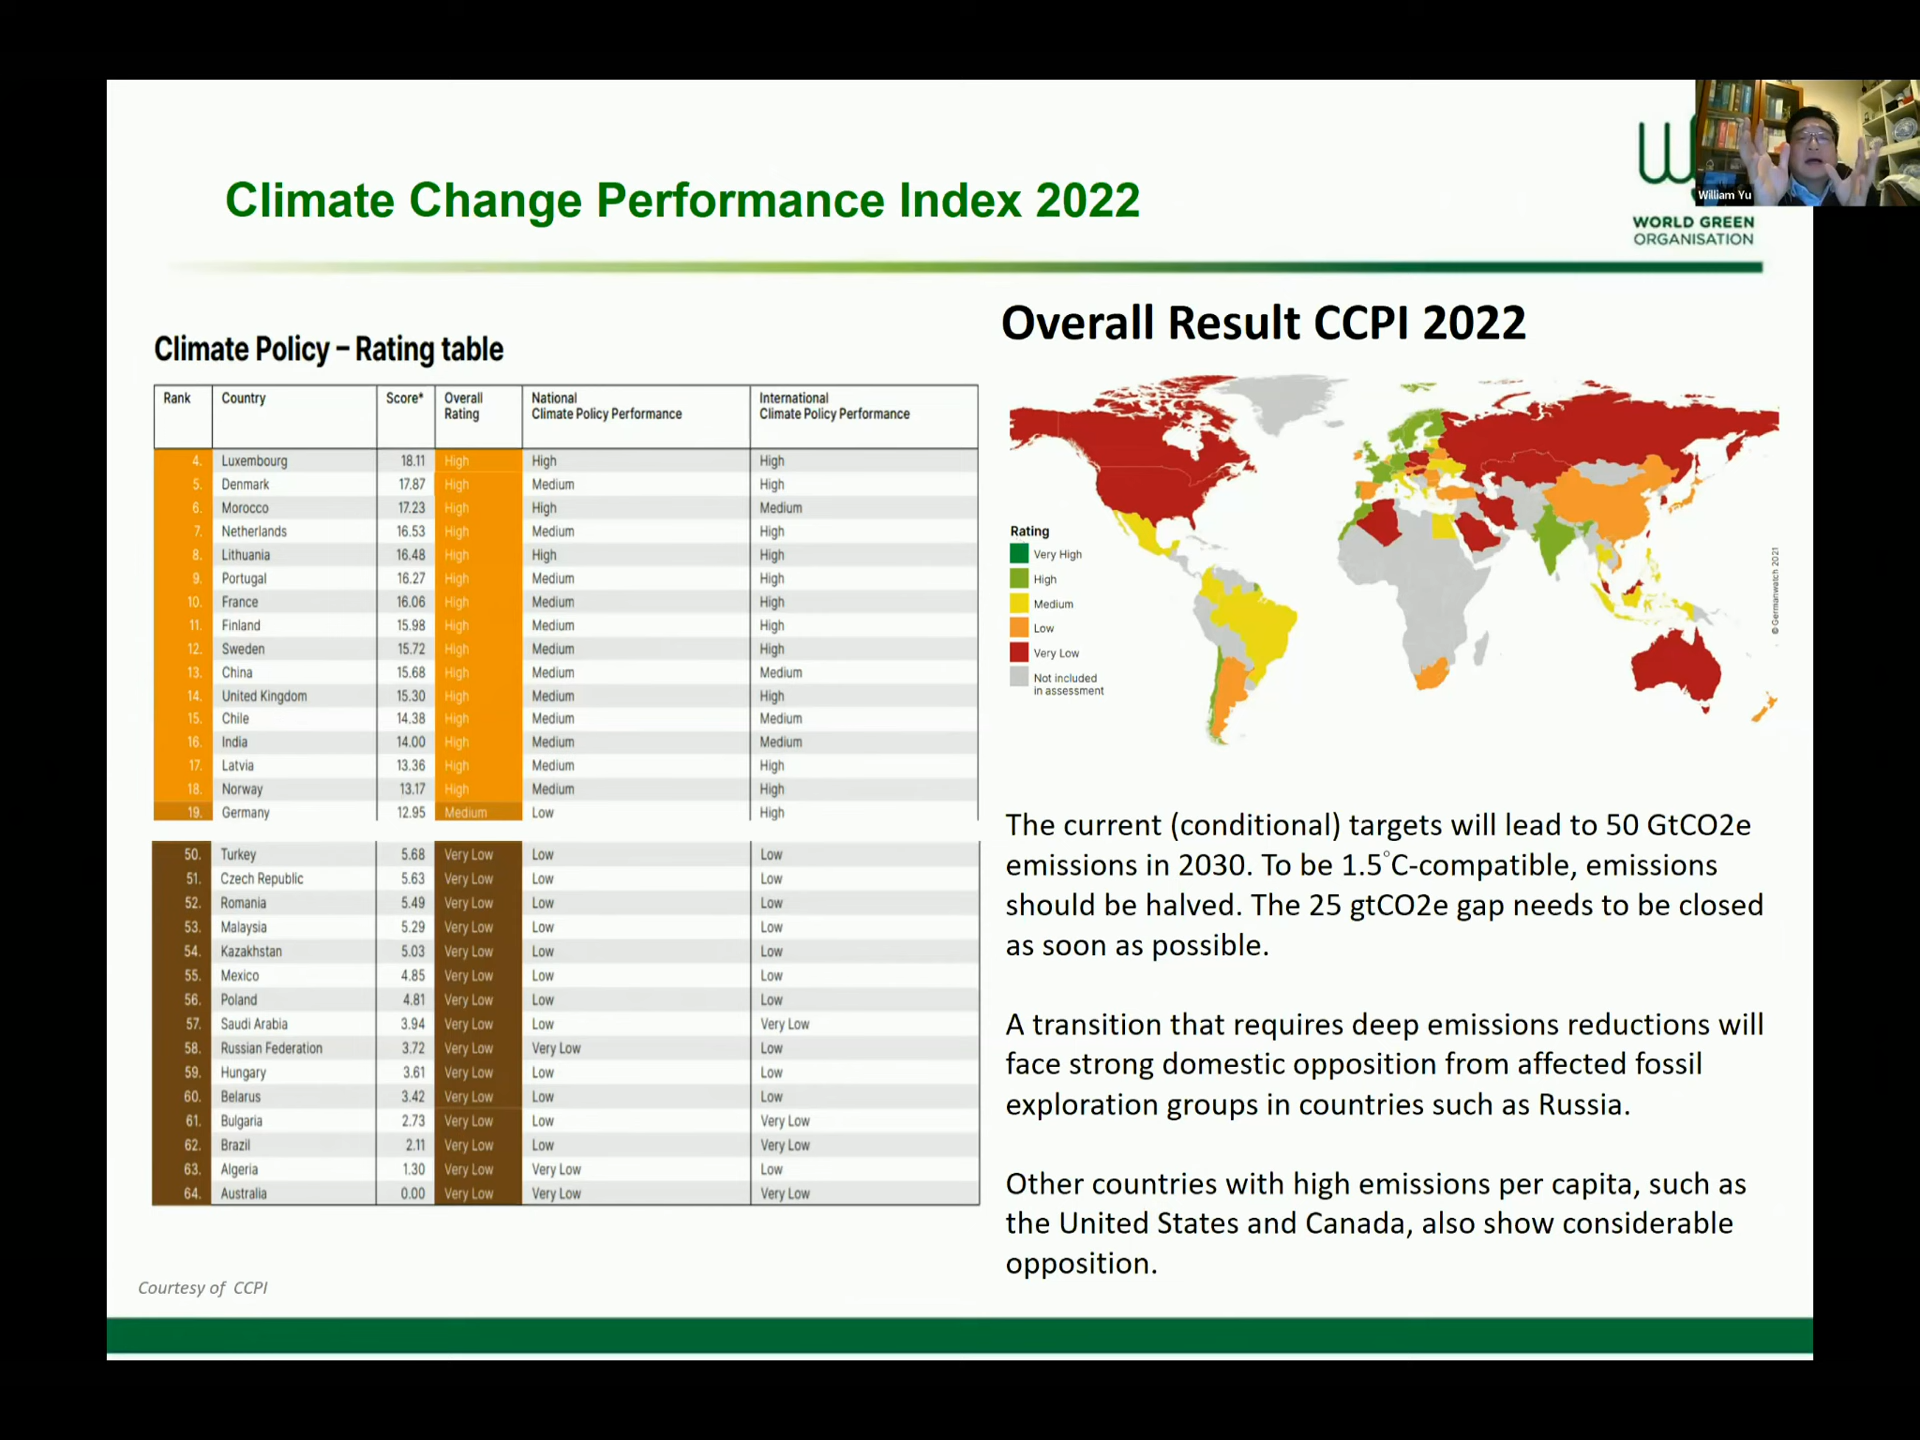 Climate Change Performance Index 2022
WORLD GREEN
ORGANISATION
William Yu
Climate Policy – Rating table
Rank Country Score* Overall Rating National Climate Policy Performance International Climate Policy Performance
4. Luxembourg 18.11 High High High
5. Denmark 17.87 High Medium High
6. Morocco 17.23 High High Medium
7. Netherlands 16.53 High Medium High
8. Lithuania 16.48 High High High
9. Portugal 16.27 High Medium High
10. France 16.06 High Medium High
11. Finland 15.98 High Medium High
12. Sweden 15.72 High Medium High
13. China 15.68 High Medium Medium
14. United Kingdom 15.30 High Medium High
15. Chile 14.38 High Medium Medium
16. India 14.00 High Medium Medium
17. Latvia 13.36 High Medium High
18. Norway 13.17 High Medium High
19. Germany 12.95 Medium Low High
50. Turkey 5.68 Very Low Low Low
51. Czech Republic 5.63 Very Low Low Low
52. Romania 5.49 Very Low Low Low
53. Malaysia 5.29 Very Low Low Low
54. Kazakhstan 5.03 Very Low Low Low
55. Mexico 4.85 Very Low Low Low
56. Poland 4.81 Very Low Low Low
57. Saudi Arabia 3.94 Very Low Low Very Low
58. Russian Federation 3.72 Very Low Very Low Low
59. Hungary 3.61 Very Low Low Low
60. Belarus 3.42 Very Low Low Low
61. Bulgaria 2.73 Very Low Low Very Low
62. Brazil 2.11 Very Low Low Very Low
63. Algeria 1.30 Very Low Very Low Low
64. Australia 0.00 Very Low Very Low Very Low
Courtesy of CCPI
Overall Result CCPI 2022
Rating
Very High
High
Medium
Low
Very Low
Not included
in assessment
© Germanwatch 2021
The current (conditional) targets will lead to 50 GtCO2e
emissions in 2030. To be 1.5°C-compatible, emissions
should be halved. The 25 gtCO2e gap needs to be closed
as soon as possible.
A transition that requires deep emissions reductions will
face strong domestic opposition from affected fossil
exploration groups in countries such as Russia.
Other countries with high emissions per capita, such as
the United States and Canada, also show considerable
opposition.